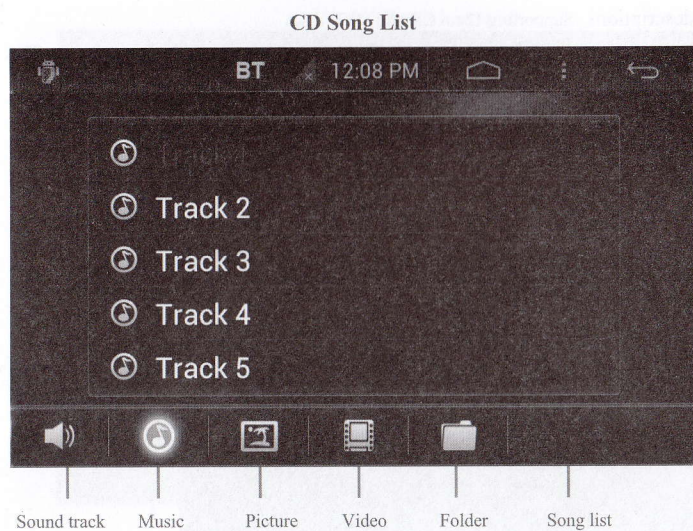 CD Song List
BT 12:08 PM
Track 2
Track 3
Track 4
Track 5
Sound track Music Picture Video Folder Song list